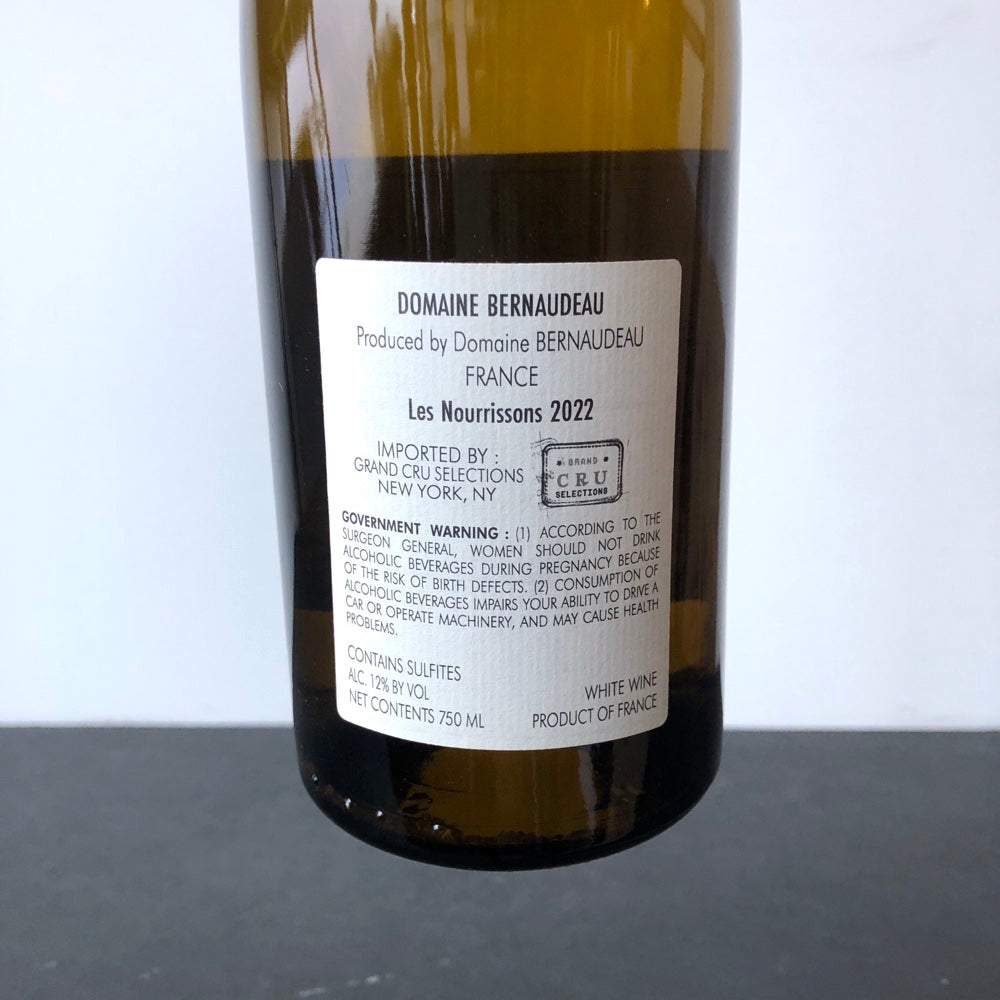 DOMAINE BERNAUDEAU
Produced by Domaine BERNAUDEAU
FRANCE
Les Nourrissons 2022
IMPORTED BY :
GRAND CRU SELECTIONS
NEW YORK, NY
GRAND
CRU
SELECTIONS
GOVERNMENT WARNING : (1) ACCORDING TO THE
SURGEON GENERAL, WOMEN SHOULD NOT DRINK
ALCOHOLIC BEVERAGES DURING PREGNANCY BECAUSE
OF THE RISK OF BIRTH DEFECTS. (2) CONSUMPTION OF
ALCOHOLIC BEVERAGES IMPAIRS YOUR ABILITY TO DRIVE A
CAR OR OPERATE MACHINERY, AND MAY CAUSE HEALTH
PROBLEMS.
CONTAINS SULFITES
ALC. 12% BY VOL
NET CONTENTS 750 ML
WHITE WINE
PRODUCT OF FRANCE